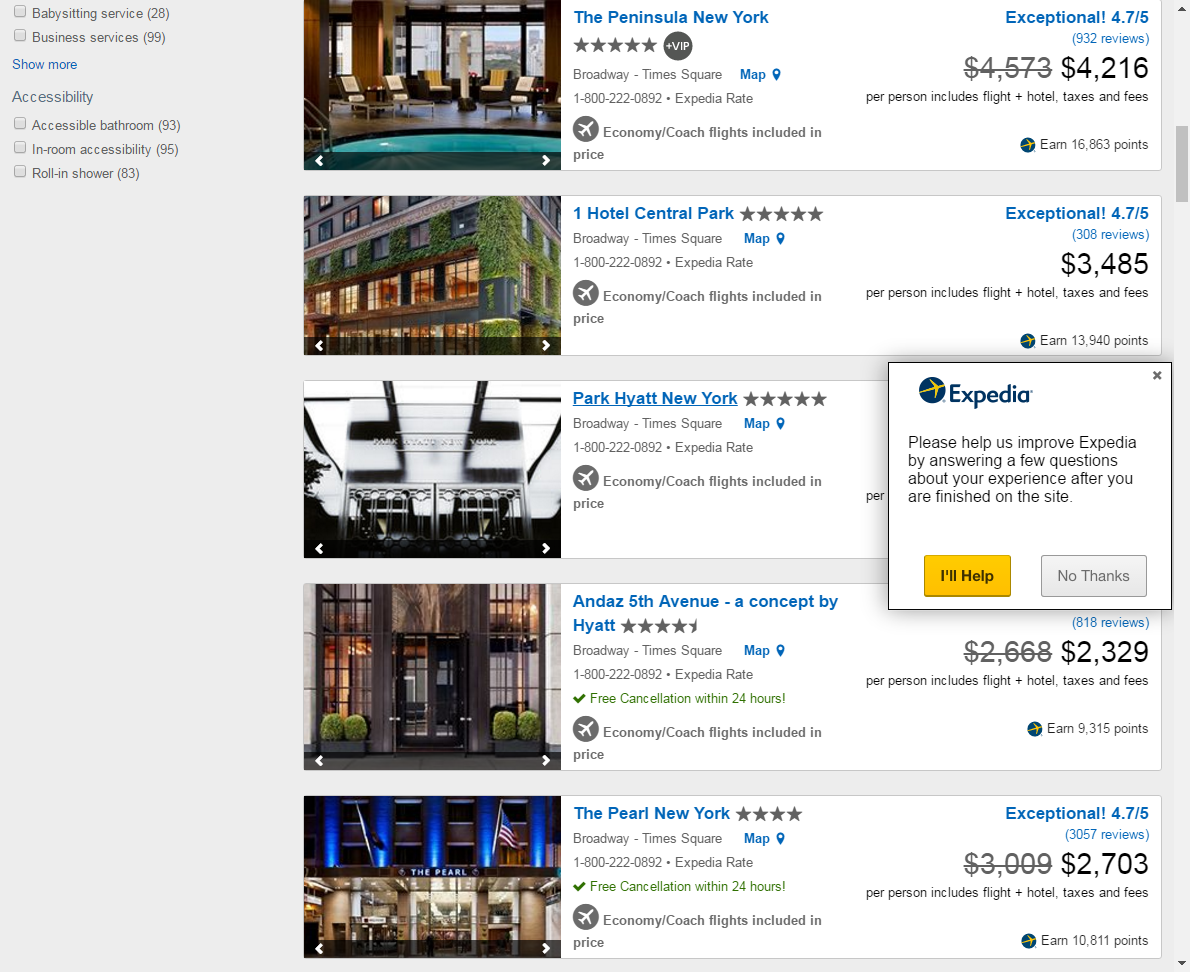 Babysitting service (28)
Business services (99)
Show more
Accessibility
Accessible bathroom (93)
In-room accessibility (95)
Roll-in shower (83)
The Peninsula New York
+VIP
Broadway - Times Square Map
1-800-222-0892 • Expedia Rate
Economy/Coach flights included in
price
Exceptional! 4.7/5
(932 reviews)
$4,573 $4,216
per person includes flight + hotel, taxes and fees
Earn 16,863 points
1 Hotel Central Park
Broadway - Times Square Map
1-800-222-0892 • Expedia Rate
Economy/Coach flights included in
price
Exceptional! 4.7/5
(308 reviews)
$3,485
per person includes flight + hotel, taxes and fees
Earn 13,940 points
PARK HYATT NEW YORK
Park Hyatt New York
Broadway - Times Square Map
1-800-222-0892 • Expedia Rate
Economy/Coach flights included in
price
per
Expedia
Please help us improve Expedia
by answering a few questions
about your experience after you
are finished on the site.
I'll Help
No Thanks
Andaz 5th Avenue - a concept by
Hyatt
Broadway - Times Square Map
1-800-222-0892 • Expedia Rate
Free Cancellation within 24 hours!
Economy/Coach flights included in
price
(818 reviews)
$2,668 $2,329
per person includes flight + hotel, taxes and fees
Earn 9,315 points
THE PEARL
The Pearl New York
Broadway - Times Square Map
1-800-222-0892 • Expedia Rate
Free Cancellation within 24 hours!
Economy/Coach flights included in
price
Exceptional! 4.7/5
(3057 reviews)
$3,009 $2,703
per person includes flight + hotel, taxes and fees
Earn 10,811 points